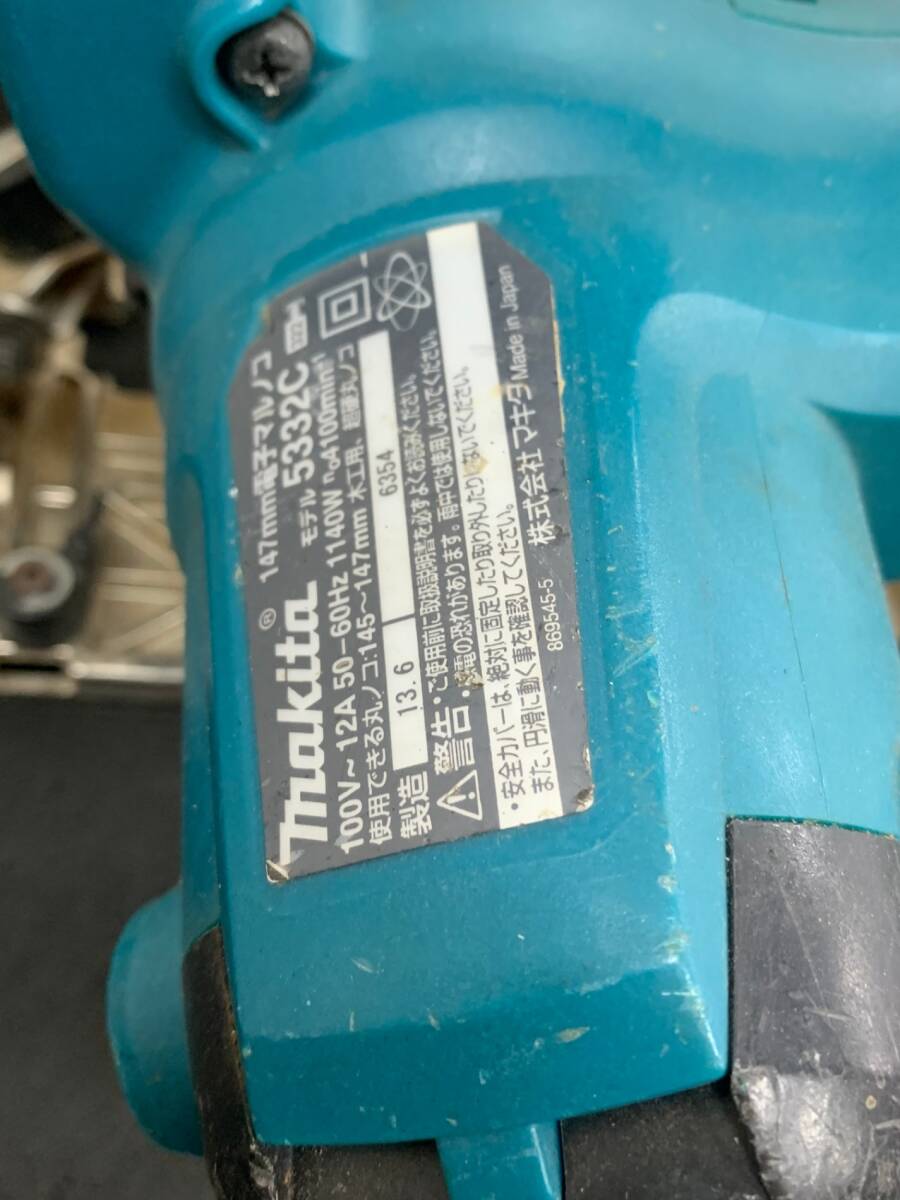 makita®
147mm電子マルノコ
モデル 5332C
100V～12A 50-60Hz 1140W n₀4100min⁻¹
使用できる丸ノコ:145～147mm 木工用、超硬丸ノコ
製造 13.6 6354
警告
・ご使用前に取扱説明書を必ずよくお読みください。
・感電の恐れがあります。雨中では使用しないでください。
・安全カバーは、絶対に固定したり取り外したりしないでください。
また、円滑に動く事を確認してください。
869545-5 株式会社 マキタ Made in Japan